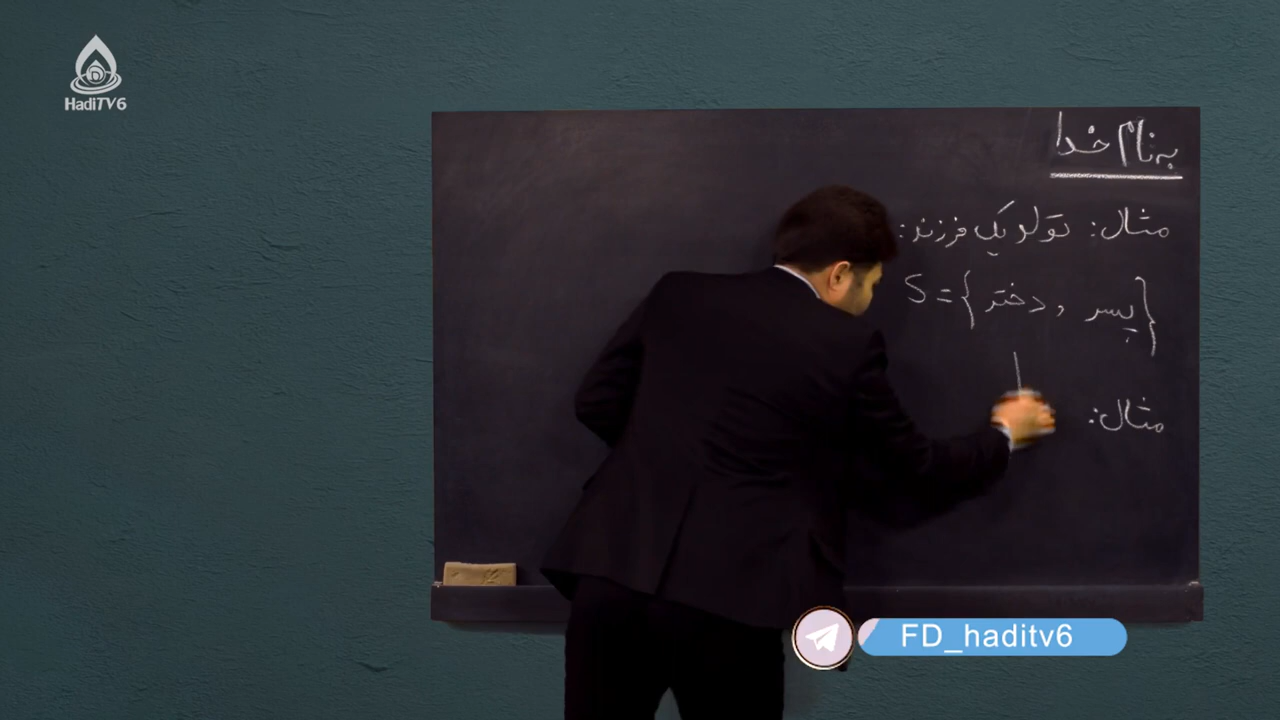 HadiTV6
به نام خدا
مثال: تولد یک فرزند:
S = {دختر , پسر}
مثال:
FD_haditv6